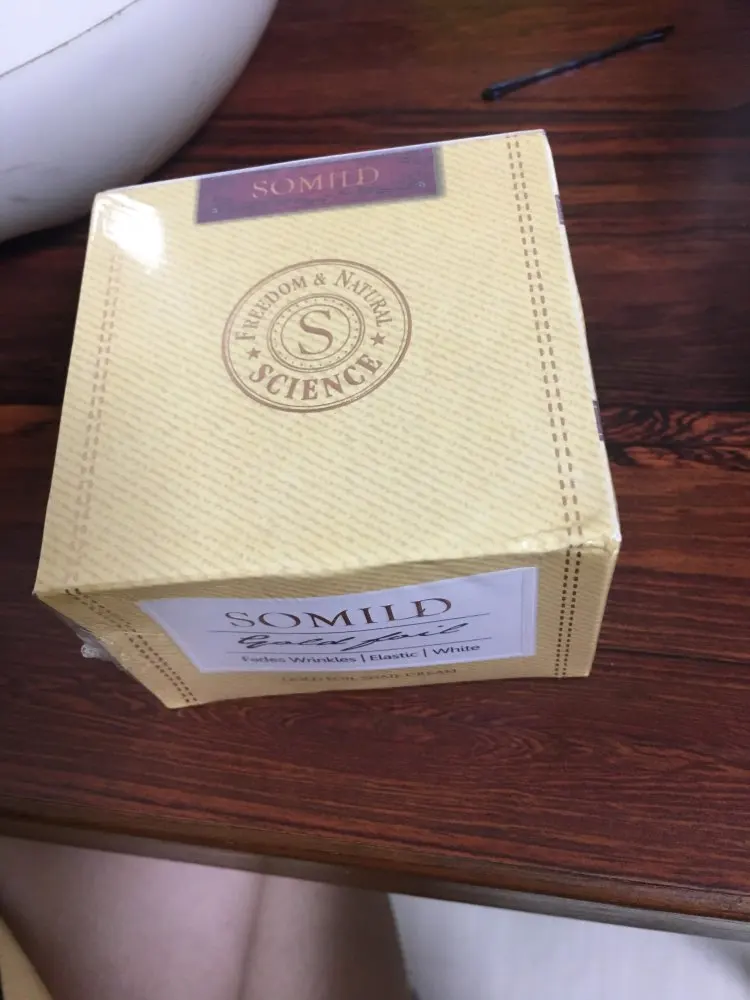 SOMILD
FREEDOM & NATURAL
S
★ SCIENCE ★
SOMILD
Gold foil
Fades Wrinkles | Elastic | White
GOLD FOIL SNAIL CREAM